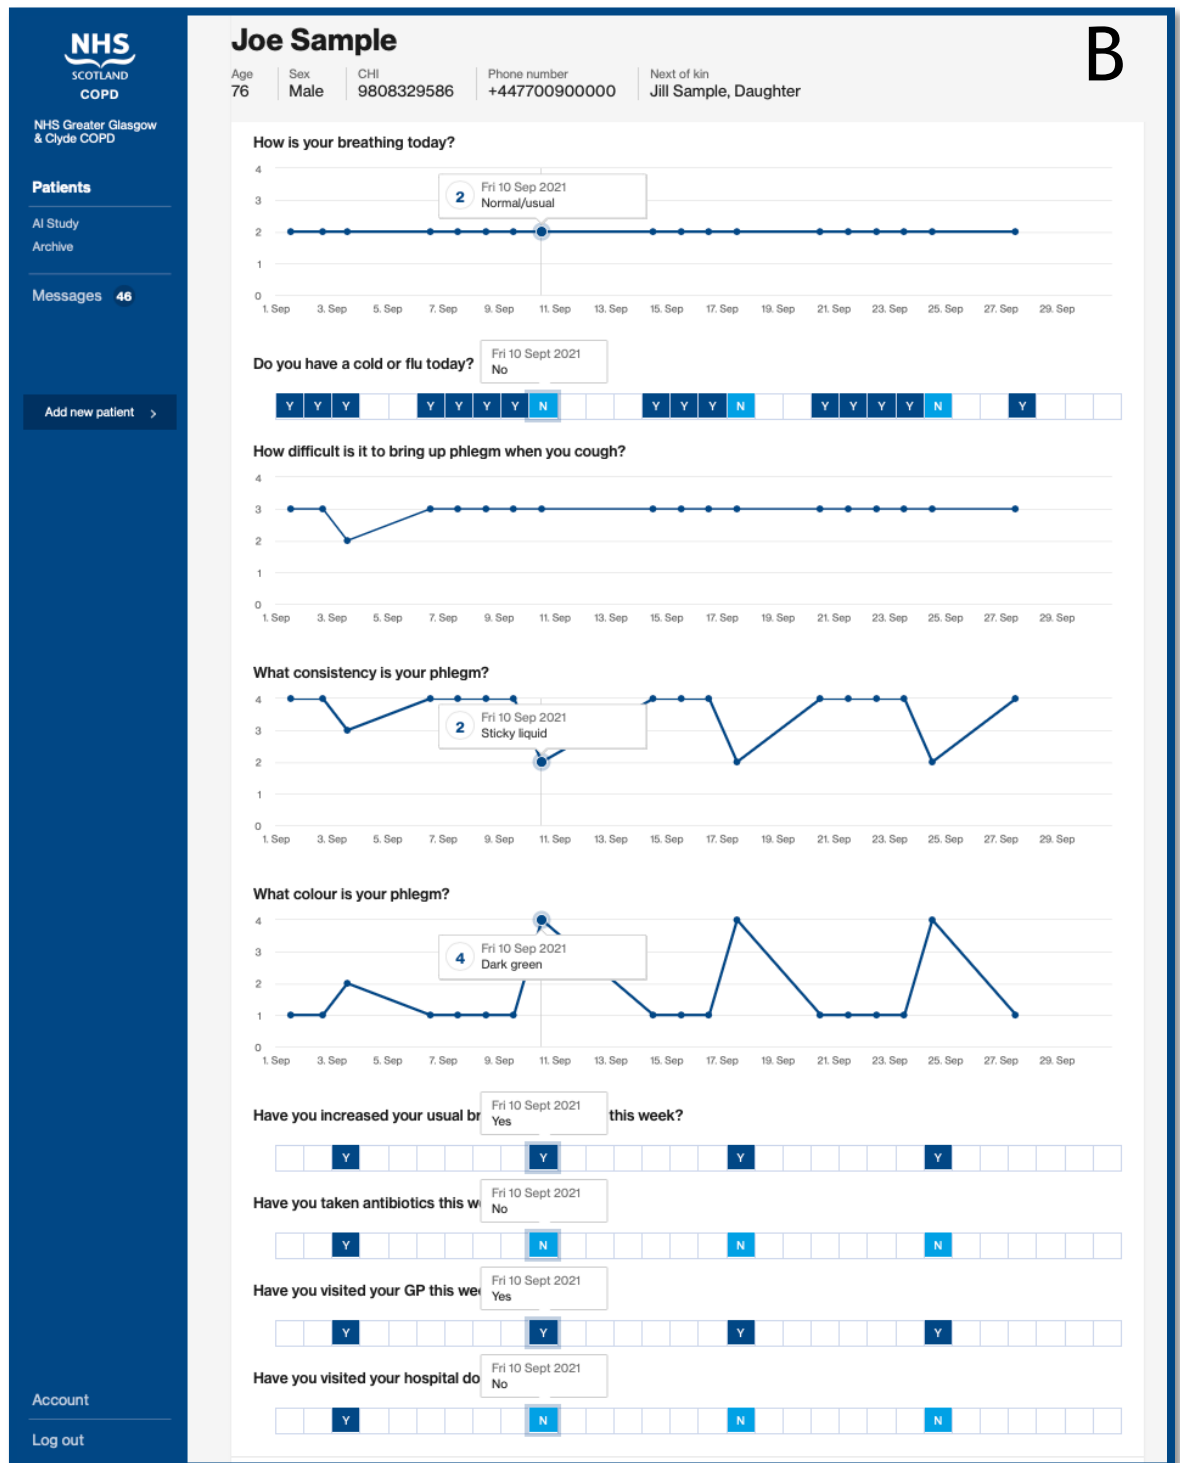 NHS
SCOTLAND
COPD
NHS Greater Glasgow
& Clyde COPD
Patients
AI Study
Archive
Messages 46
Add new patient >
Account
Log out
B
Joe Sample
Age Sex CHI Phone number Next of kin
76 Male 9808329586 +447700900000 Jill Sample, Daughter
How is your breathing today?
4
3
2
1
0
2 Fri 10 Sep 2021
Normal/usual
1. Sep 3. Sep 5. Sep 7. Sep 9. Sep 11. Sep 13. Sep 15. Sep 17. Sep 19. Sep 21. Sep 23. Sep 25. Sep 27. Sep 29. Sep
Do you have a cold or flu today?
Fri 10 Sept 2021
No
Y Y Y Y Y Y Y N Y Y Y N Y Y Y Y N Y
How difficult is it to bring up phlegm when you cough?
4
3
2
1
0
1. Sep 3. Sep 5. Sep 7. Sep 9. Sep 11. Sep 13. Sep 15. Sep 17. Sep 19. Sep 21. Sep 23. Sep 25. Sep 27. Sep 29. Sep
What consistency is your phlegm?
4
3
2
1
0
2 Fri 10 Sep 2021
Sticky liquid
1. Sep 3. Sep 5. Sep 7. Sep 9. Sep 11. Sep 13. Sep 15. Sep 17. Sep 19. Sep 21. Sep 23. Sep 25. Sep 27. Sep 29. Sep
What colour is your phlegm?
4
3
2
1
0
4 Fri 10 Sep 2021
Dark green
1. Sep 3. Sep 5. Sep 7. Sep 9. Sep 11. Sep 13. Sep 15. Sep 17. Sep 19. Sep 21. Sep 23. Sep 25. Sep 27. Sep 29. Sep
Have you increased your usual br this week?
Fri 10 Sept 2021
Yes
Y Y Y Y
Have you taken antibiotics this w
Fri 10 Sept 2021
No
Y N N N
Have you visited your GP this we
Fri 10 Sept 2021
Yes
Y Y Y Y
Have you visited your hospital do
Fri 10 Sept 2021
No
Y N N N